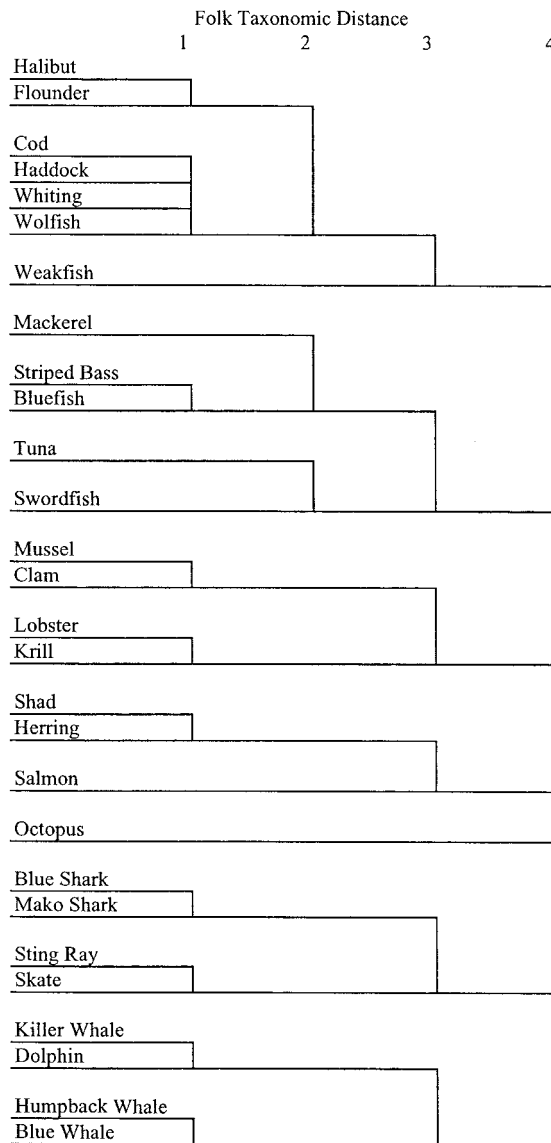 Folk Taxonomic Distance
1 2 3 4
Halibut
Flounder
Cod
Haddock
Whiting
Wolfish
Weakfish
Mackerel
Striped Bass
Bluefish
Tuna
Swordfish
Mussel
Clam
Lobster
Krill
Shad
Herring
Salmon
Octopus
Blue Shark
Mako Shark
Sting Ray
Skate
Killer Whale
Dolphin
Humpback Whale
Blue Whale